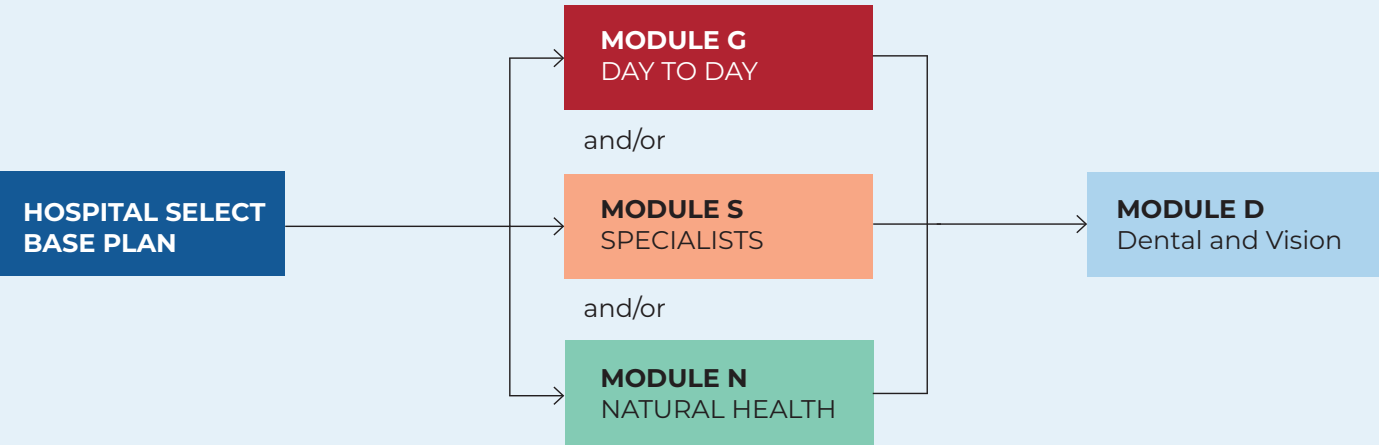 MODULE G
DAY TO DAY
and/or
HOSPITAL SELECT
BASE PLAN
MODULE S
SPECIALISTS
MODULE D
Dental and Vision
and/or
MODULE N
NATURAL HEALTH